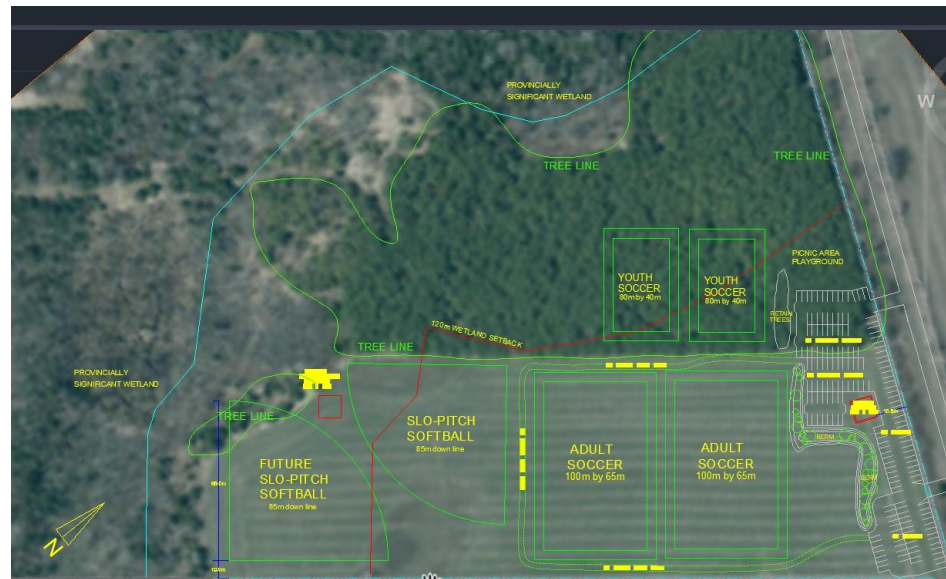 PROVINCIALLY
SIGNIFICANT WETLAND
W
TREE LINE
TREE LINE
PICNIC AREA
PLAYGROUND
YOUTH
SOCCER
80m by 40m
YOUTH
SOCCER
80m by 40m
RETAIN
TREES
120m WETLAND SETBACK
TREE LINE
PROVINCIALLY
SIGNIFICANT WETLAND
TREE LINE
SLO-PITCH
SOFTBALL
85m down line
FUTURE
SLO-PITCH
SOFTBALL
85m down line
ADULT
SOCCER
100m by 65m
ADULT
SOCCER
100m by 65m
BERM
BERM
N